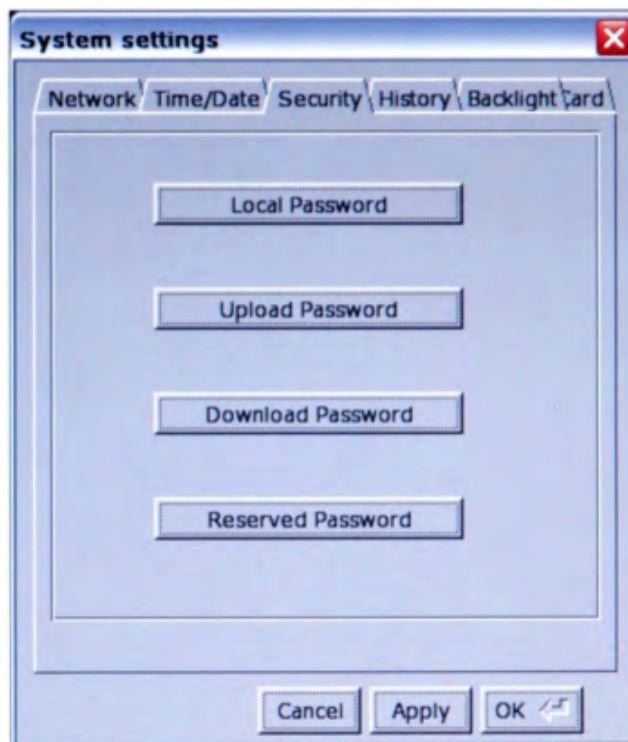 System settings
Network Time/Date Security History Backlight Card
Local Password
Upload Password
Download Password
Reserved Password
Cancel Apply OK